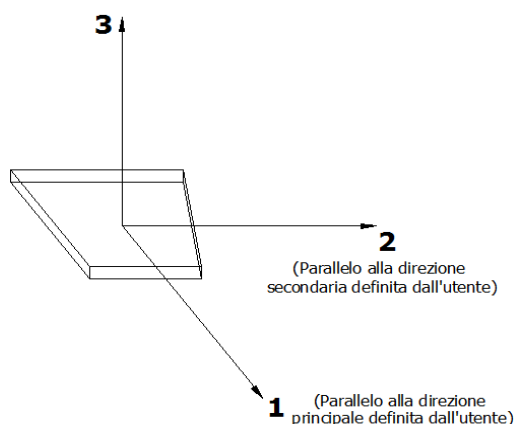 3
2
(Parallelo alla direzione
secondaria definita dall'utente)
1 (Parallelo alla direzione
principale definita dall'utente)